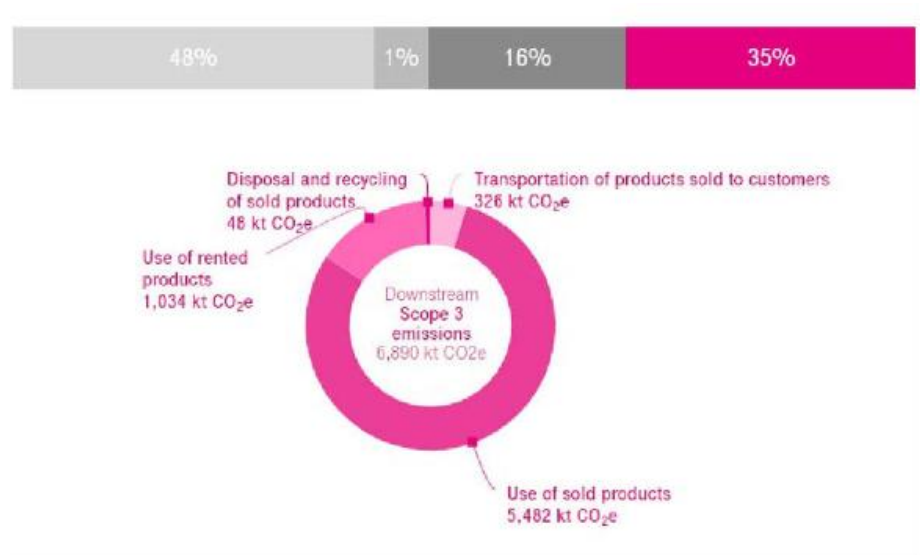 48% 1% 16% 35%
Disposal and recycling
of sold products
48 kt CO₂e
Transportation of products sold to customers
326 kt CO₂e
Use of rented
products
1,034 kt CO₂e
Downstream
Scope 3
emissions
6,890 kt CO2e
Use of sold products
5,482 kt CO₂e